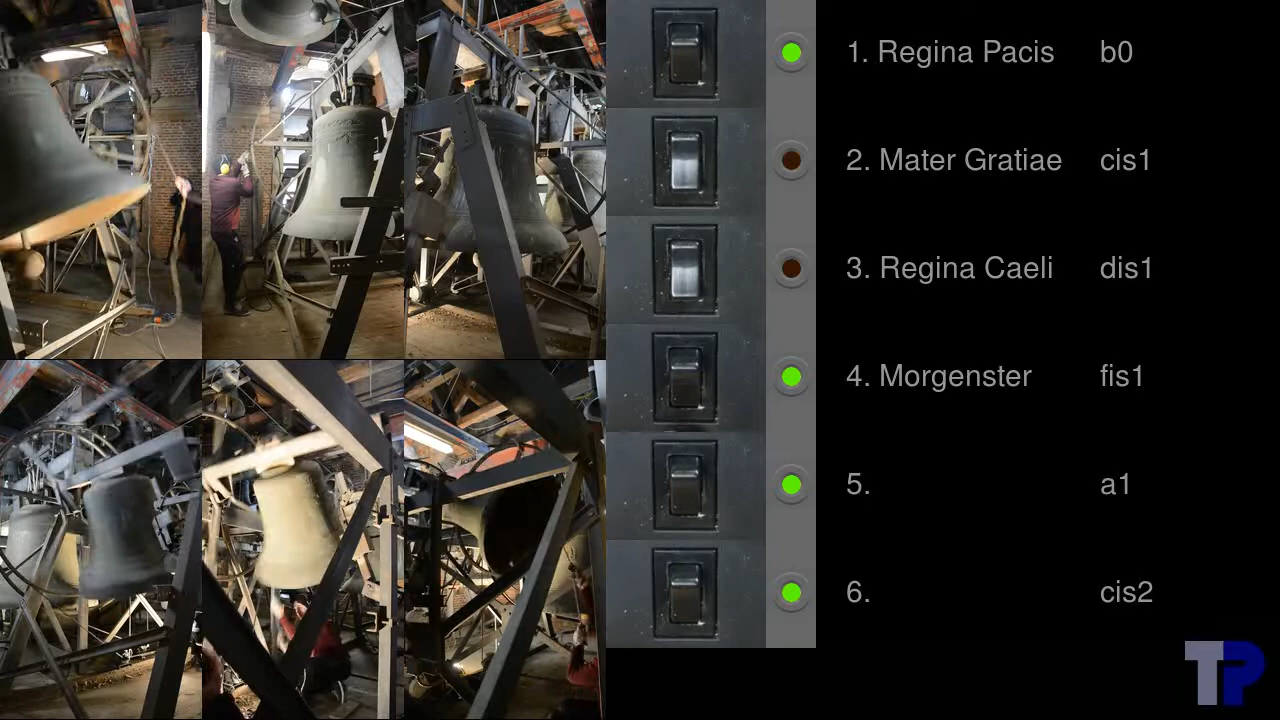 1. Regina Pacis b0
2. Mater Gratiae cis1
3. Regina Caeli dis1
4. Morgenster fis1
5. a1
6. cis2
TP